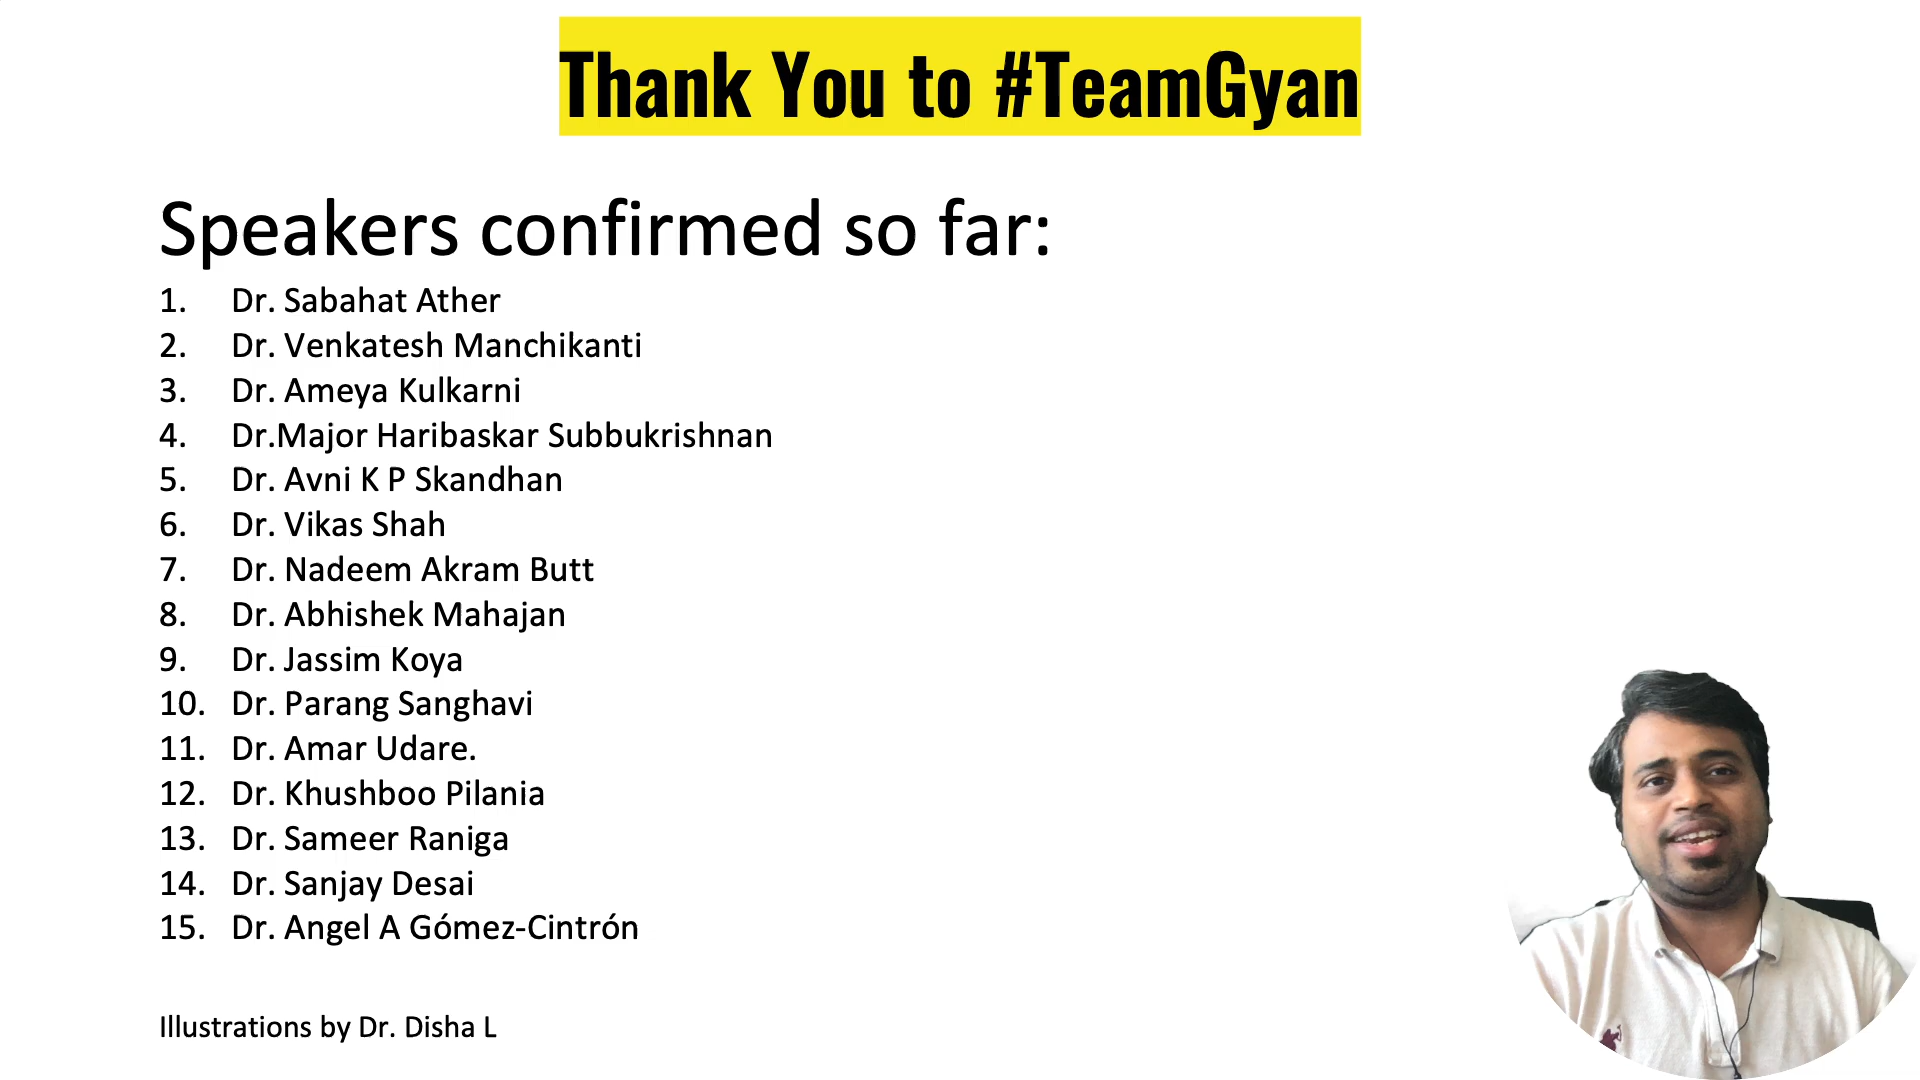 Thank You to #TeamGyan
Speakers confirmed so far:
1. Dr. Sabahat Ather
2. Dr. Venkatesh Manchikanti
3. Dr. Ameya Kulkarni
4. Dr.Major Haribaskar Subbukrishnan
5. Dr. Avni K P Skandhan
6. Dr. Vikas Shah
7. Dr. Nadeem Akram Butt
8. Dr. Abhishek Mahajan
9. Dr. Jassim Koya
10. Dr. Parang Sanghavi
11. Dr. Amar Udare.
12. Dr. Khushboo Pilania
13. Dr. Sameer Raniga
14. Dr. Sanjay Desai
15. Dr. Angel A Gómez-Cintrón
Illustrations by Dr. Disha L